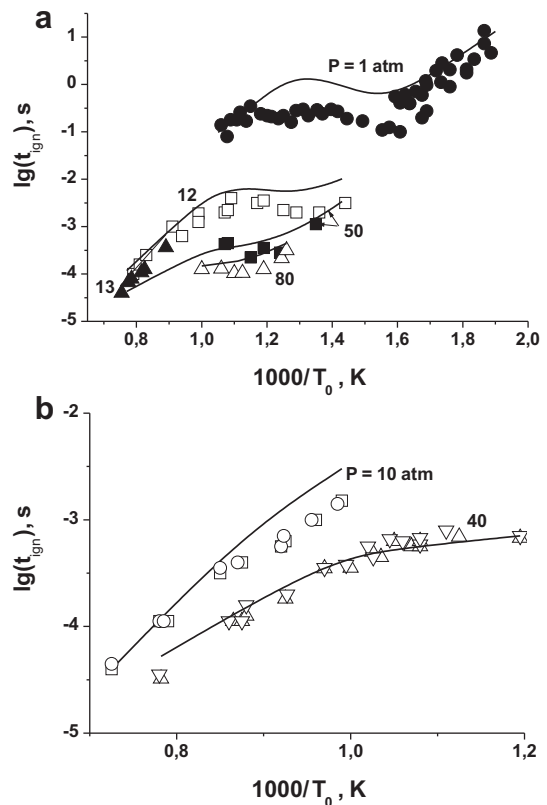 a
P = 1 atm
1
0
-1
-2
-3
-4
-5
lg(t_ign), s
12
50
13
80
0,8 1,0 1,2 1,4 1,6 1,8 2,0
1000/T_0 , K
b
-2
-3
-4
-5
lg(t_ign), s
P = 10 atm
40
0,8 1,0 1,2
1000/T_0 , K